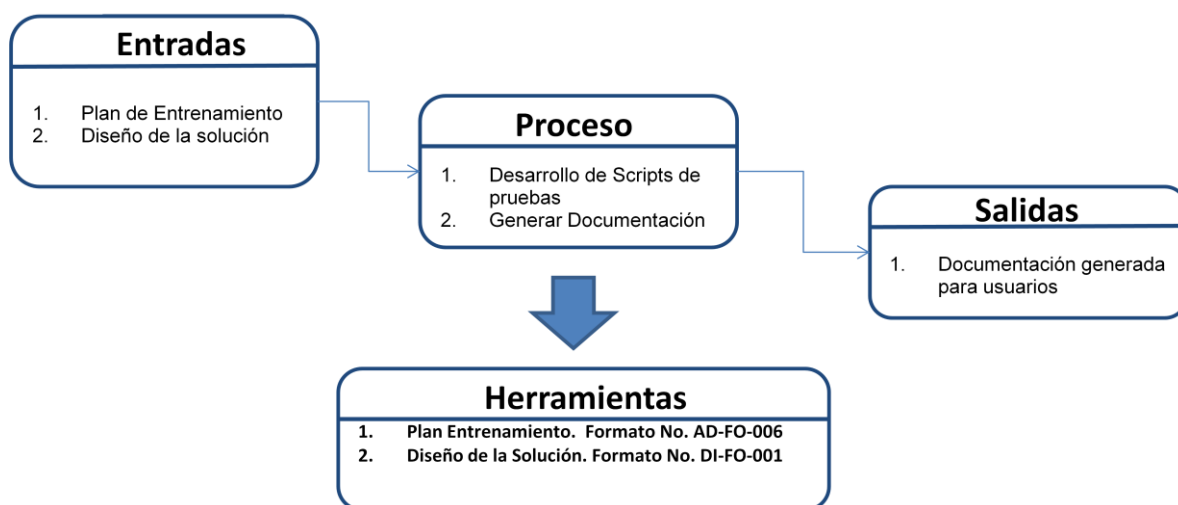 Entradas
1. Plan de Entrenamiento
2. Diseño de la solución
Proceso
1. Desarrollo de Scripts de
pruebas
2. Generar Documentación
Salidas
1. Documentación generada
para usuarios
Herramientas
1. Plan Entrenamiento. Formato No. AD-FO-006
2. Diseño de la Solución. Formato No. DI-FO-001